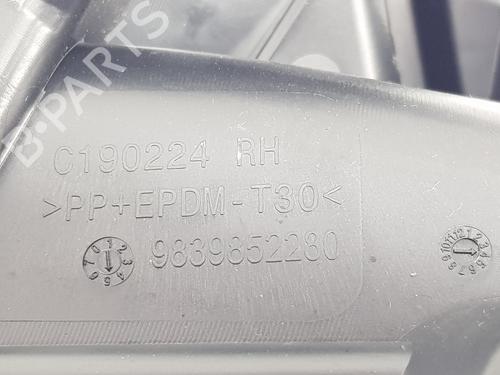 B-PARTS
C190224 RH
>PP+EPDM-T30<
9839852280